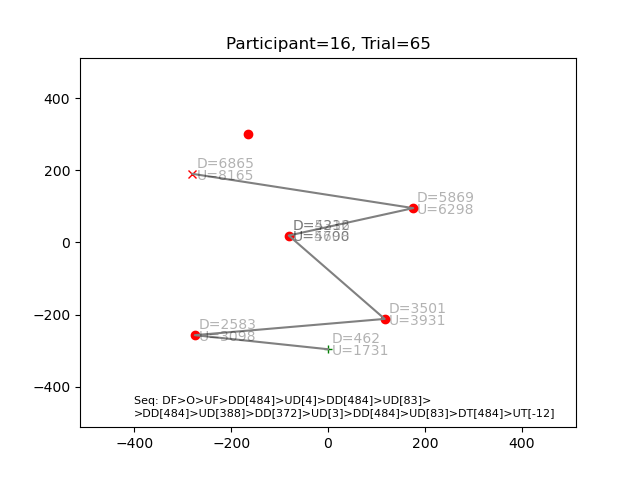 Participant=16, Trial=65
400
200
0
−200
−400
D=6865
U=8165
D=5869
U=6298
D=3501
U=3931
D=2583
U=3098
D=462
U=1731
Seq: DF>O>UF>DD[484]>UD[4]>DD[484]>UD[83]>
>DD[484]>UD[388]>DD[372]>UD[3]>DD[484]>UD[83]>DT[484]>UT[-12]
−400
−200
0
200
400